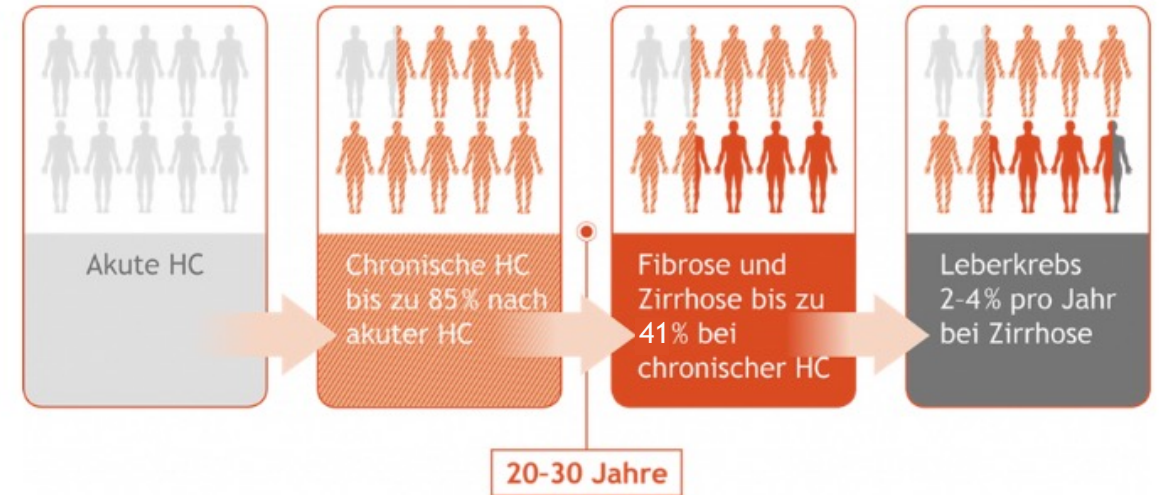 Akute HC
Chronische HC
bis zu 85% nach
akuter HC
Fibrose und
Zirrhose bis zu
41% bei
chronischer HC
Leberkrebs
2-4% pro Jahr
bei Zirrhose
20-30 Jahre